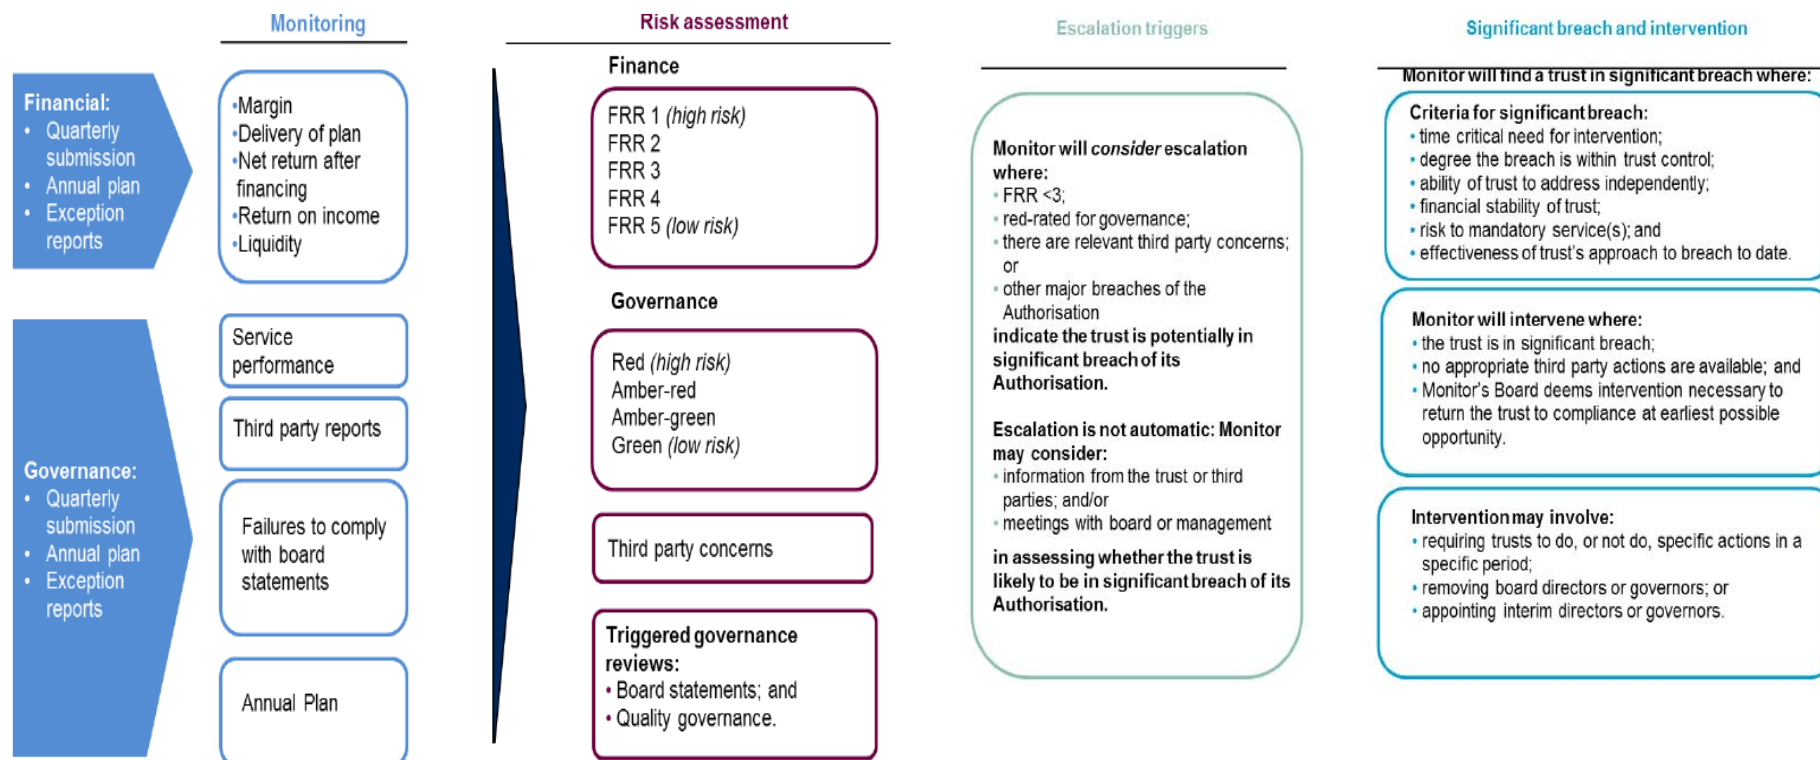 Monitoring
Risk assessment
Escalation triggers
Significant breach and intervention
Financial:
• Quarterly
submission
• Annual plan
• Exception
reports
Governance:
• Quarterly
submission
• Annual plan
• Exception
reports
•Margin
•Delivery of plan
•Net return after
financing
•Return on income
•Liquidity
Service
performance
Third party reports
Failures to comply
with board
statements
Annual Plan
Finance
FRR 1 (high risk)
FRR 2
FRR 3
FRR 4
FRR 5 (low risk)
Governance
Red (high risk)
Amber-red
Amber-green
Green (low risk)
Third party concerns
Triggered governance
reviews:
• Board statements; and
• Quality governance.
Monitor will consider escalation
where:
• FRR <3;
• red-rated for governance;
• there are relevant third party concerns;
or
• other major breaches of the
Authorisation
indicate the trust is potentially in
significant breach of its
Authorisation.
Escalation is not automatic: Monitor
may consider:
• information from the trust or third
parties; and/or
• meetings with board or management
in assessing whether the trust is
likely to be in significant breach of its
Authorisation.
Monitor will find a trust in significant breach where:
Criteria for significant breach:
• time critical need for intervention;
• degree the breach is within trust control;
• ability of trust to address independently;
• financial stability of trust;
• risk to mandatory service(s); and
• effectiveness of trust's approach to breach to date.
Monitor will intervene where:
• the trust is in significant breach;
• no appropriate third party actions are available; and
• Monitor's Board deems intervention necessary to
return the trust to compliance at earliest possible
opportunity.
Intervention may involve:
• requiring trusts to do, or not do, specific actions in a
specific period;
• removing board directors or governors; or
• appointing interim directors or governors.